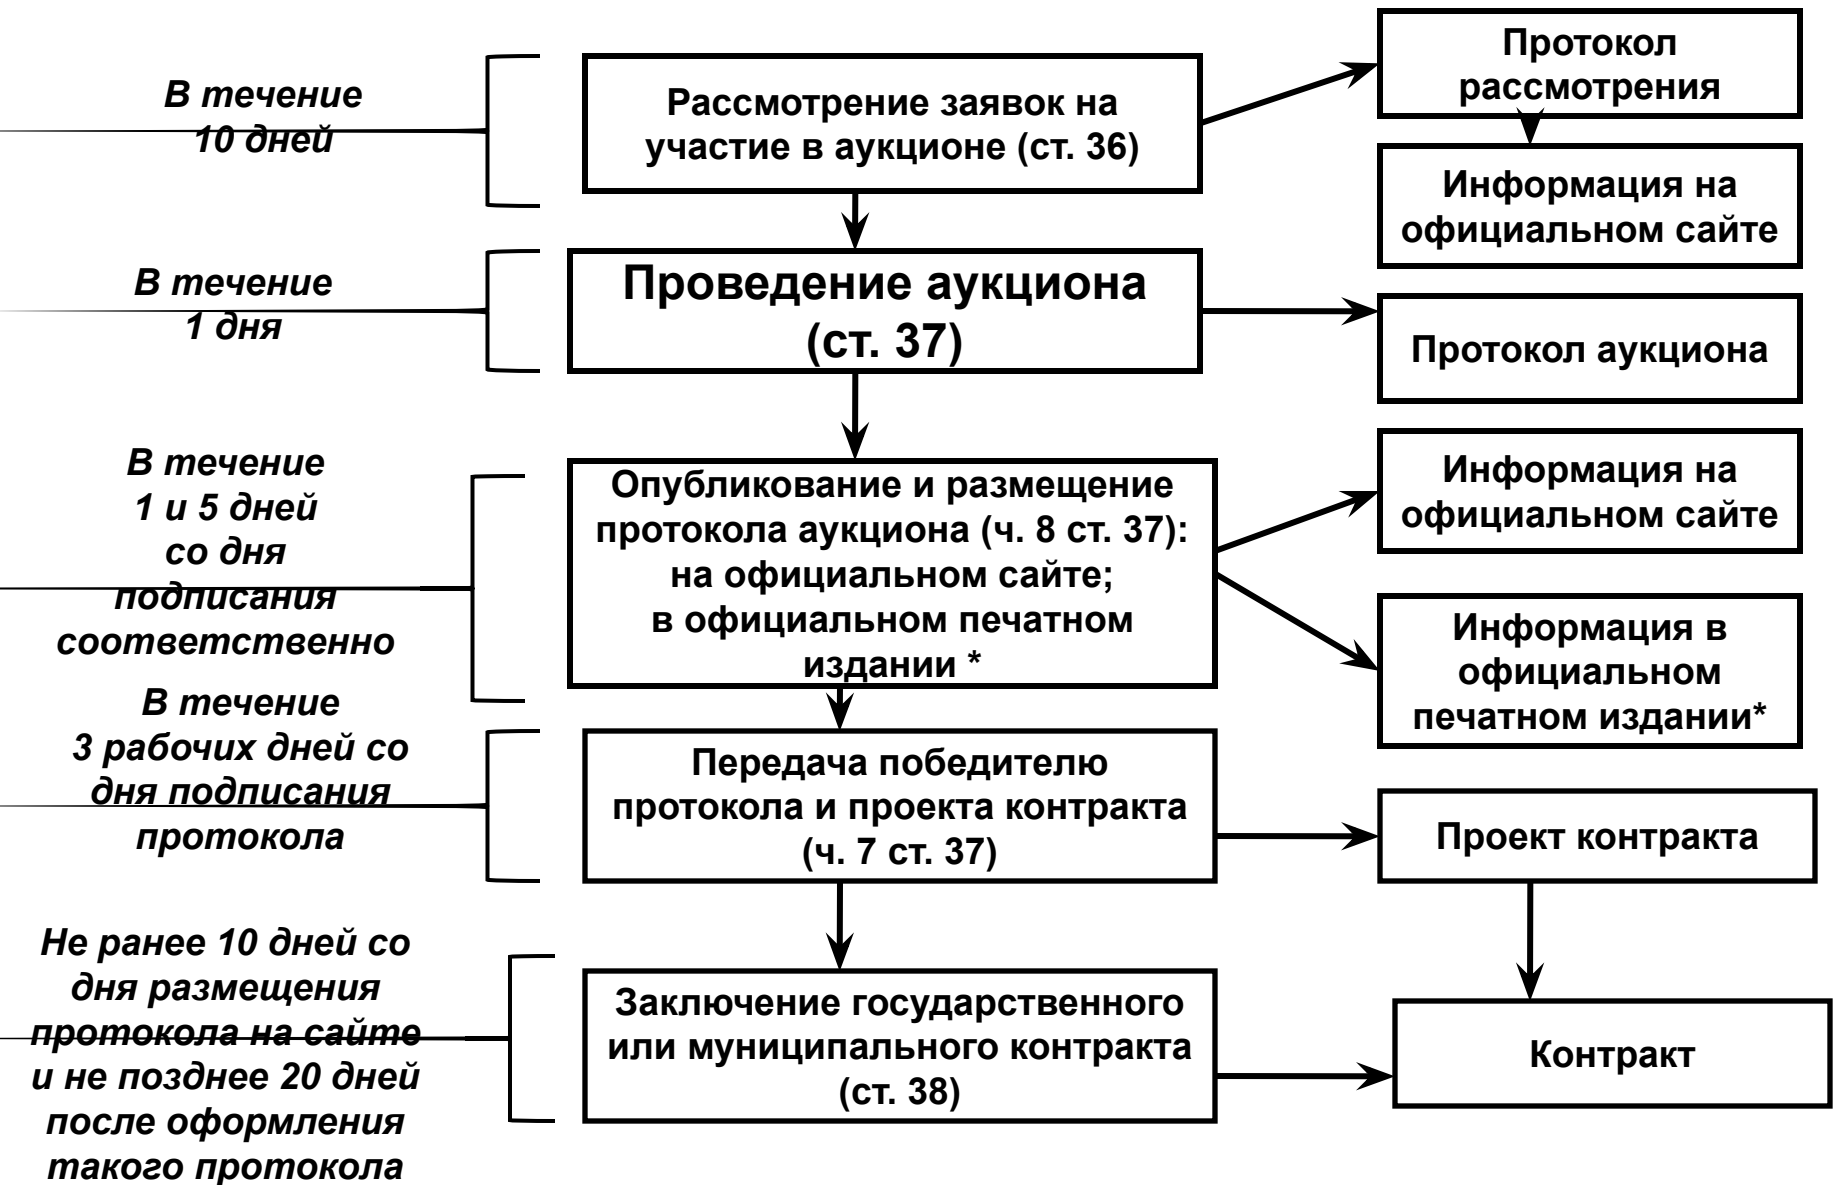 В течение
10 дней
Рассмотрение заявок на
участие в аукционе (ст. 36)
Протокол
рассмотрения
Информация на
официальном сайте
В течение
1 дня
Проведение аукциона
(ст. 37)
Протокол аукциона
В течение
1 и 5 дней
со дня
подписания
соответственно
Опубликование и размещение
протокола аукциона (ч. 8 ст. 37):
на официальном сайте;
в официальном печатном
издании *
Информация на
официальном сайте
Информация в
официальном
печатном издании*
В течение
3 рабочих дней со
дня подписания
протокола
Передача победителю
протокола и проекта контракта
(ч. 7 ст. 37)
Проект контракта
Не ранее 10 дней со
дня размещения
протокола на сайте
и не позднее 20 дней
после оформления
такого протокола
Заключение государственного
или муниципального контракта
(ст. 38)
Контракт